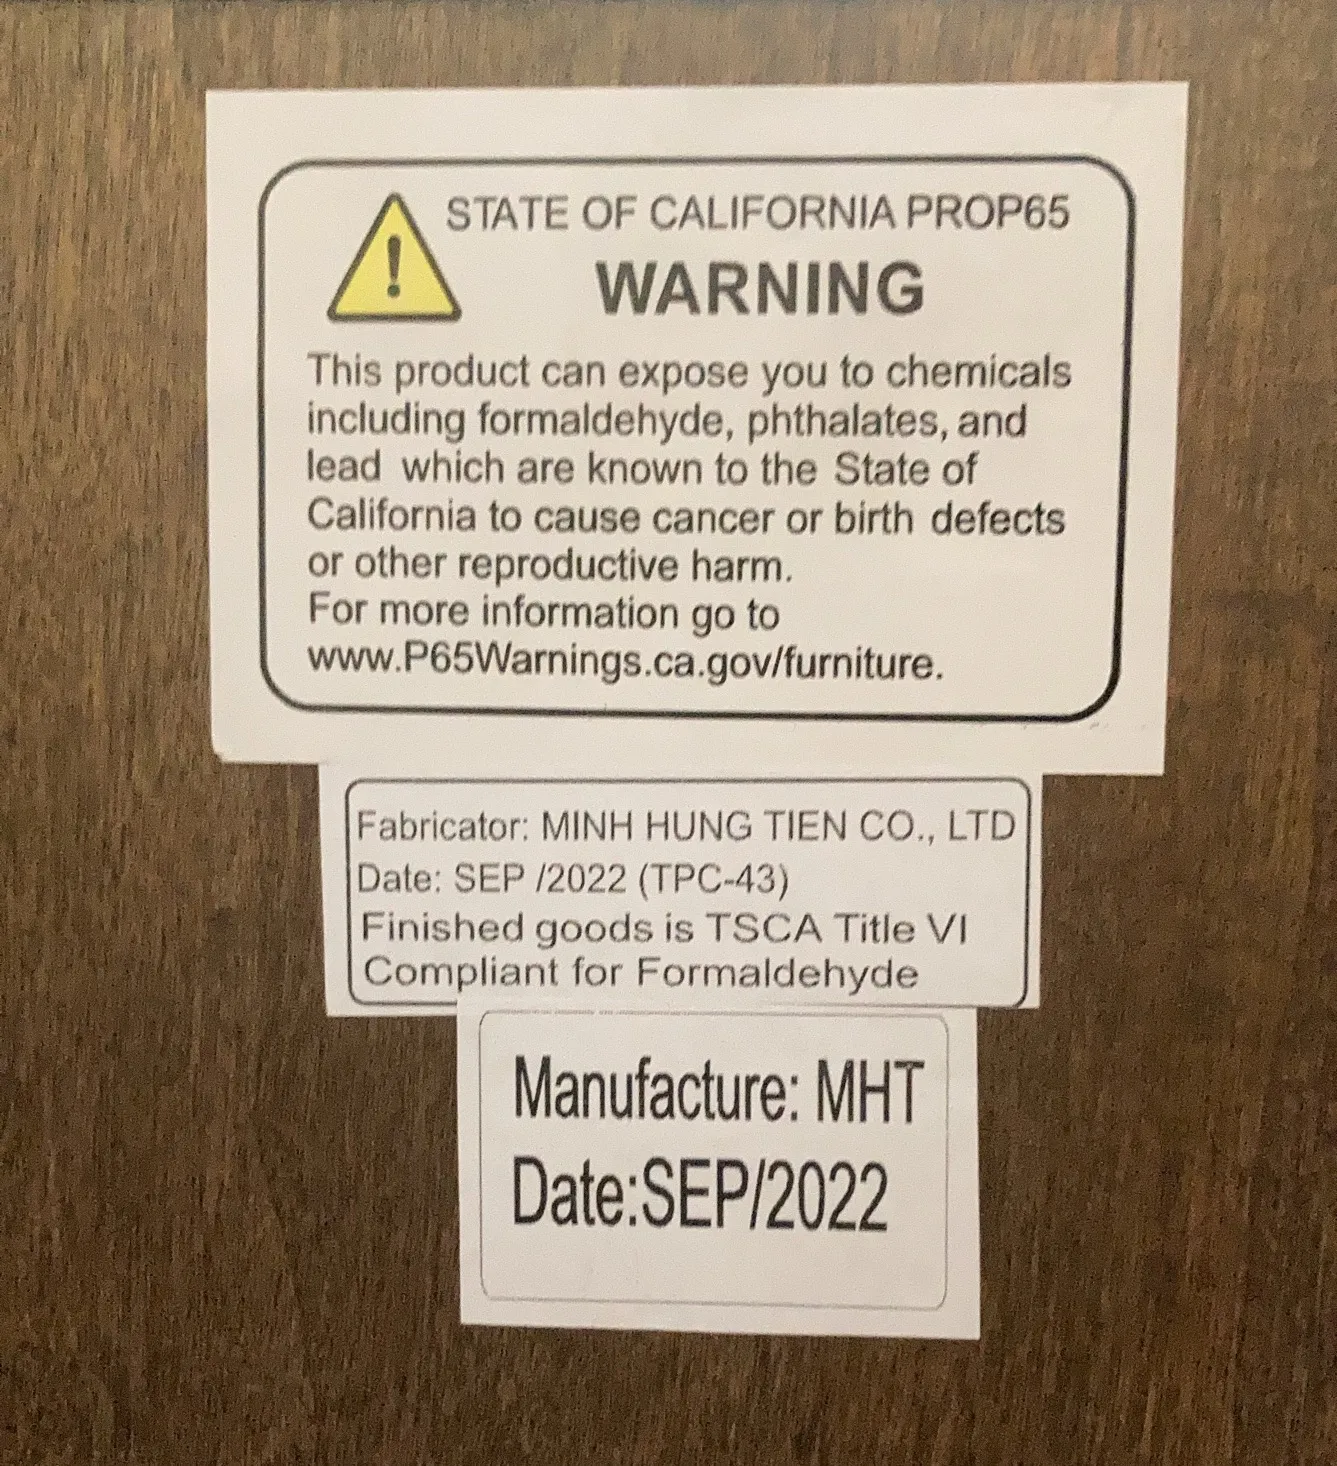 STATE OF CALIFORNIA PROP65
WARNING
This product can expose you to chemicals
including formaldehyde, phthalates, and
lead which are known to the State of
California to cause cancer or birth defects
or other reproductive harm.
For more information go to
www.P65Warnings.ca.gov/furniture.
Fabricator: MINH HUNG TIEN CO., LTD
Date: SEP /2022 (TPC-43)
Finished goods is TSCA Title VI
Compliant for Formaldehyde
Manufacture: MHT
Date:SEP/2022